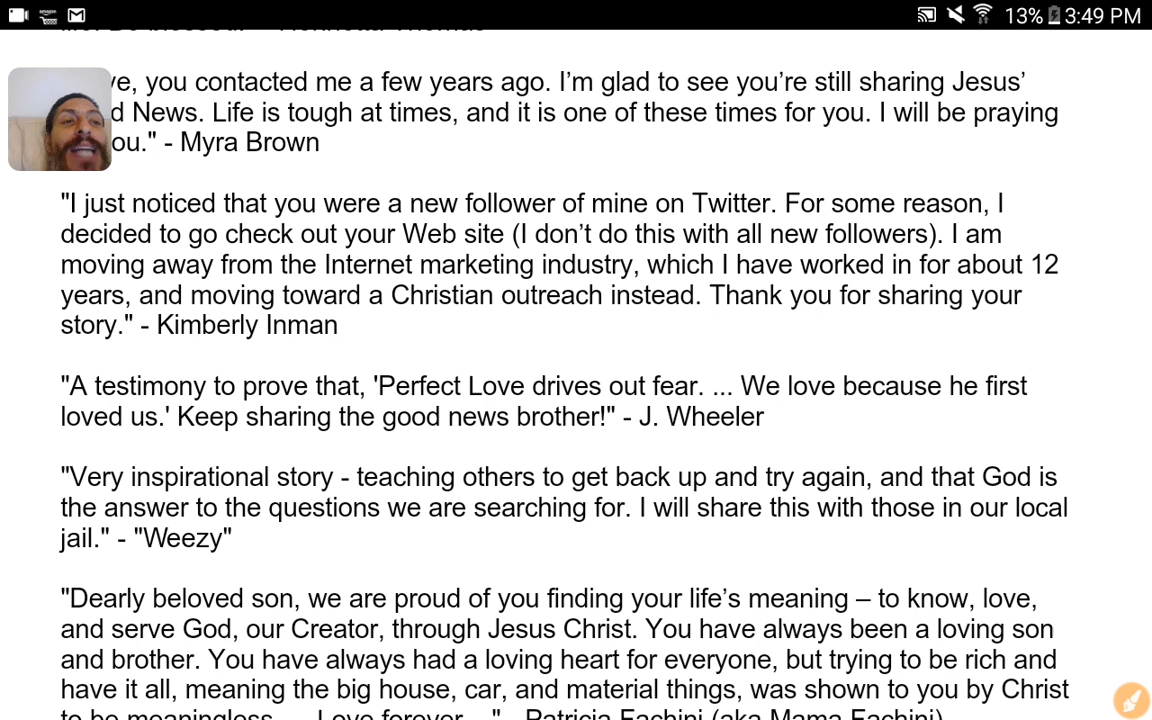 13% 3:49 PM
you contacted me a few years ago. I’m glad to see you’re still sharing Jesus’
News. Life is tough at times, and it is one of these times for you. I will be praying
ou." - Myra Brown
"I just noticed that you were a new follower of mine on Twitter. For some reason, I
decided to go check out your Web site (I don’t do this with all new followers). I am
moving away from the Internet marketing industry, which I have worked in for about 12
years, and moving toward a Christian outreach instead. Thank you for sharing your
story." - Kimberly Inman
"A testimony to prove that, 'Perfect Love drives out fear. ... We love because he first
loved us.' Keep sharing the good news brother!" - J. Wheeler
"Very inspirational story - teaching others to get back up and try again, and that God is
the answer to the questions we are searching for. I will share this with those in our local
jail." - "Weezy"
"Dearly beloved son, we are proud of you finding your life’s meaning – to know, love,
and serve God, our Creator, through Jesus Christ. You have always been a loving son
and brother. You have always had a loving heart for everyone, but trying to be rich and
have it all, meaning the big house, car, and material things, was shown to you by Christ
to be meaningless. ... Love forever ..." - Patricia Fachini (aka Mama Fachini)